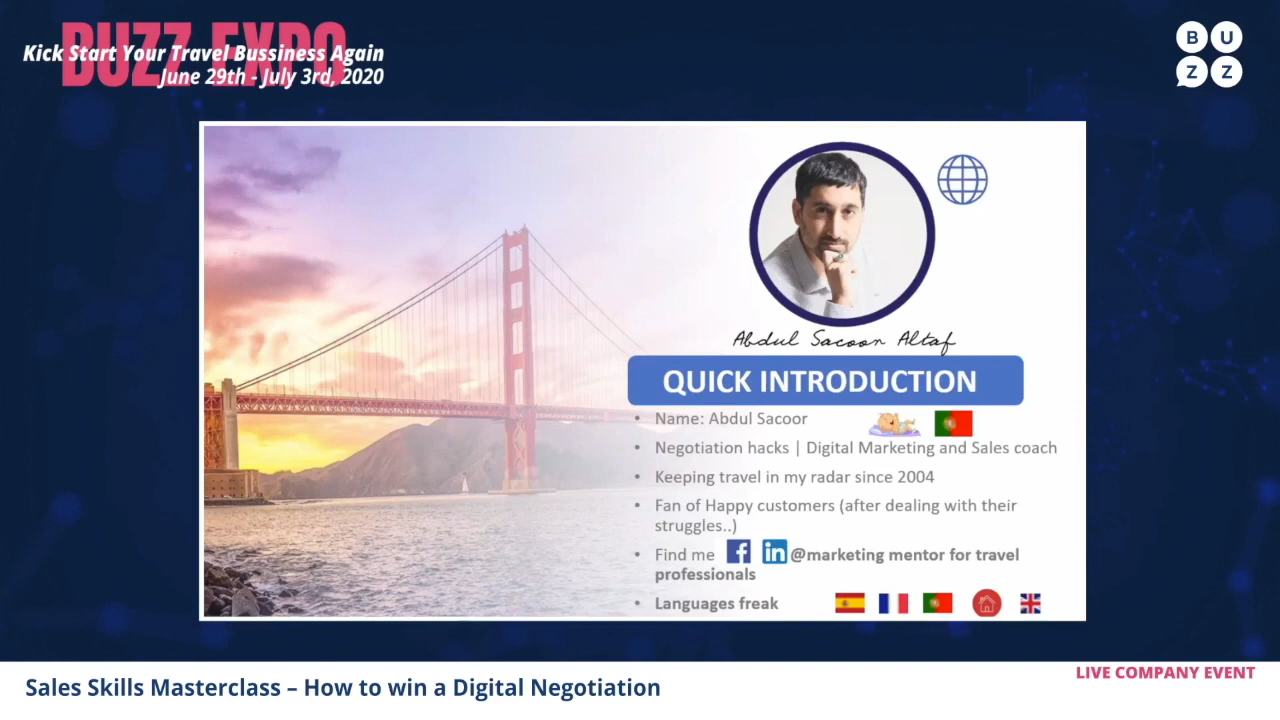 BUZZ EXPO
Kick Start Your Travel Bussiness Again
June 29th - July 3rd, 2020
B U
Z Z
Abdul Sacoor Altaf
QUICK INTRODUCTION
• Name: Abdul Sacoor
• Negotiation hacks | Digital Marketing and Sales coach
• Keeping travel in my radar since 2004
• Fan of Happy customers (after dealing with their
struggles..)
• Find me f in @marketing mentor for travel
professionals
• Languages freak
LIVE COMPANY EVENT
Sales Skills Masterclass – How to win a Digital Negotiation